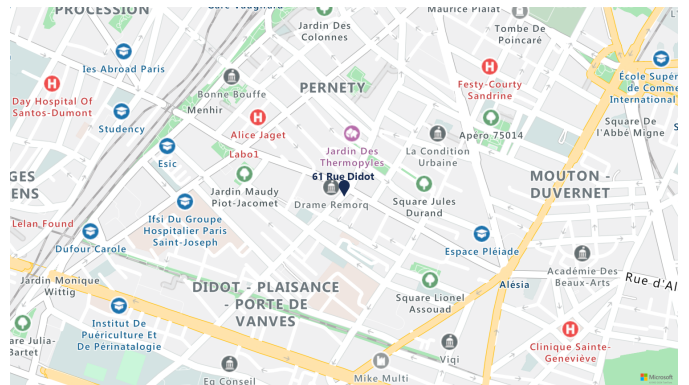 PROCESSION
Gare Vaugirard
Maurice Pialat
Jardin Des
Colonnes
Tombe De
Poincaré
Ies Abroad Paris
École Supér
de Comme
International
Festy-Courty
Sandrine
PERNETY
Bonne Bouffe
Menhir
Day Hospital Of
Santos-Dumont
Studency
Alice Jaget
Apero 75014
Square De
l'Abbé Migne
Labo1
Esic
Jardin Des
Thermopyles
La Condition
Urbaine
GES
ENS
61 Rue Didot
MOUTON -
DUVERNET
Jardin Maudy
Piot-Jacomet
Drame Remorq
Square Jules
Durand
Lelan Found
Ifsi Du Groupe
Hospitalier Paris
Saint-Joseph
Dufour Carole
Espace Pléiade
Académie Des
Beaux-Arts
Rue d'Al
Jardin Monique
Wittig
Alésia
DIDOT - PLAISANCE
- PORTE DE
VANVES
Square Lionel
Assouad
Institut De
Puériculture Et
De Périnatalogie
are Julia-
Bartet
Clinique Sainte-
Geneviève
Viqi
Eg Conseil
Mike Multi
Microsoft